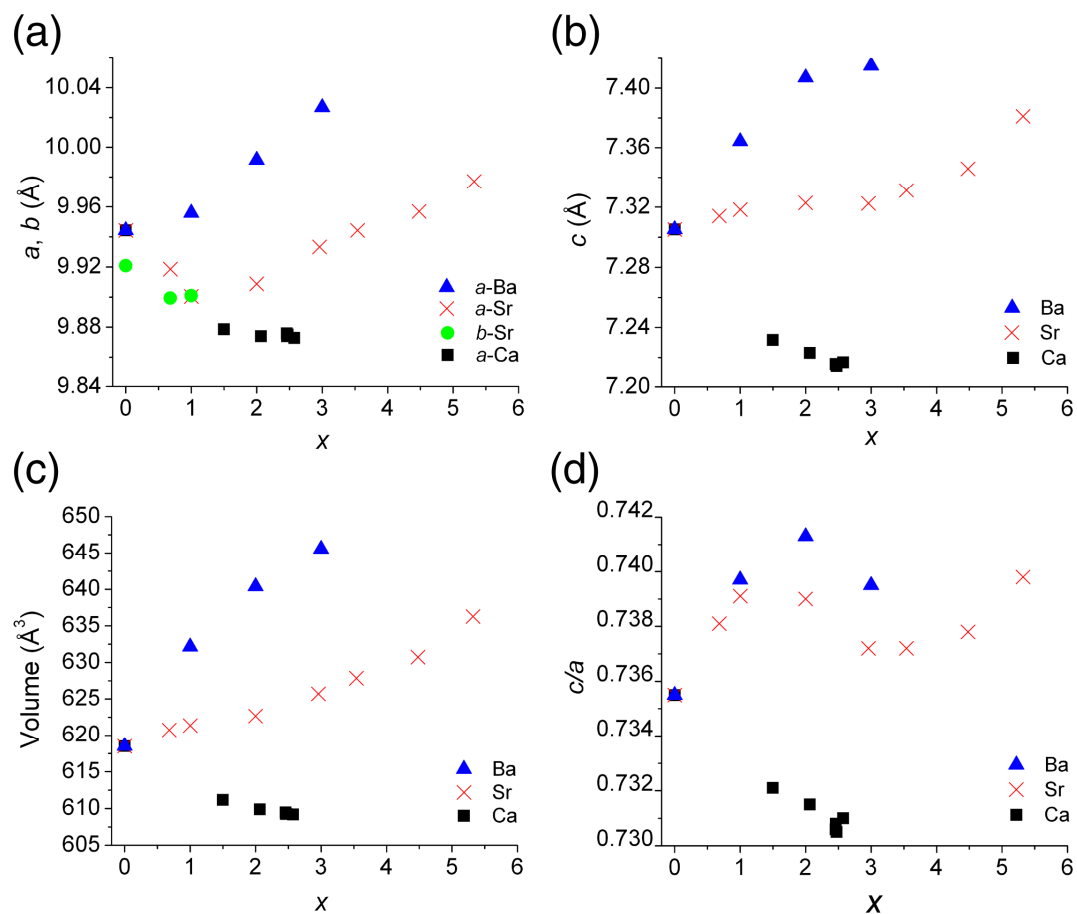 (a)
10.04
10.00
9.96
9.92
9.88
9.84
a, b (Å)
0 1 2 3 4 5 6
x
a-Ba
a-Sr
b-Sr
a-Ca
(b)
7.40
7.36
7.32
7.28
7.24
7.20
c (Å)
0 1 2 3 4 5 6
x
Ba
Sr
Ca
(c)
650
645
640
635
630
625
620
615
610
605
Volume (Å³)
0 1 2 3 4 5 6
x
Ba
Sr
Ca
(d)
0.742
0.740
0.738
0.736
0.734
0.732
0.730
c/a
0 1 2 3 4 5 6
x
Ba
Sr
Ca